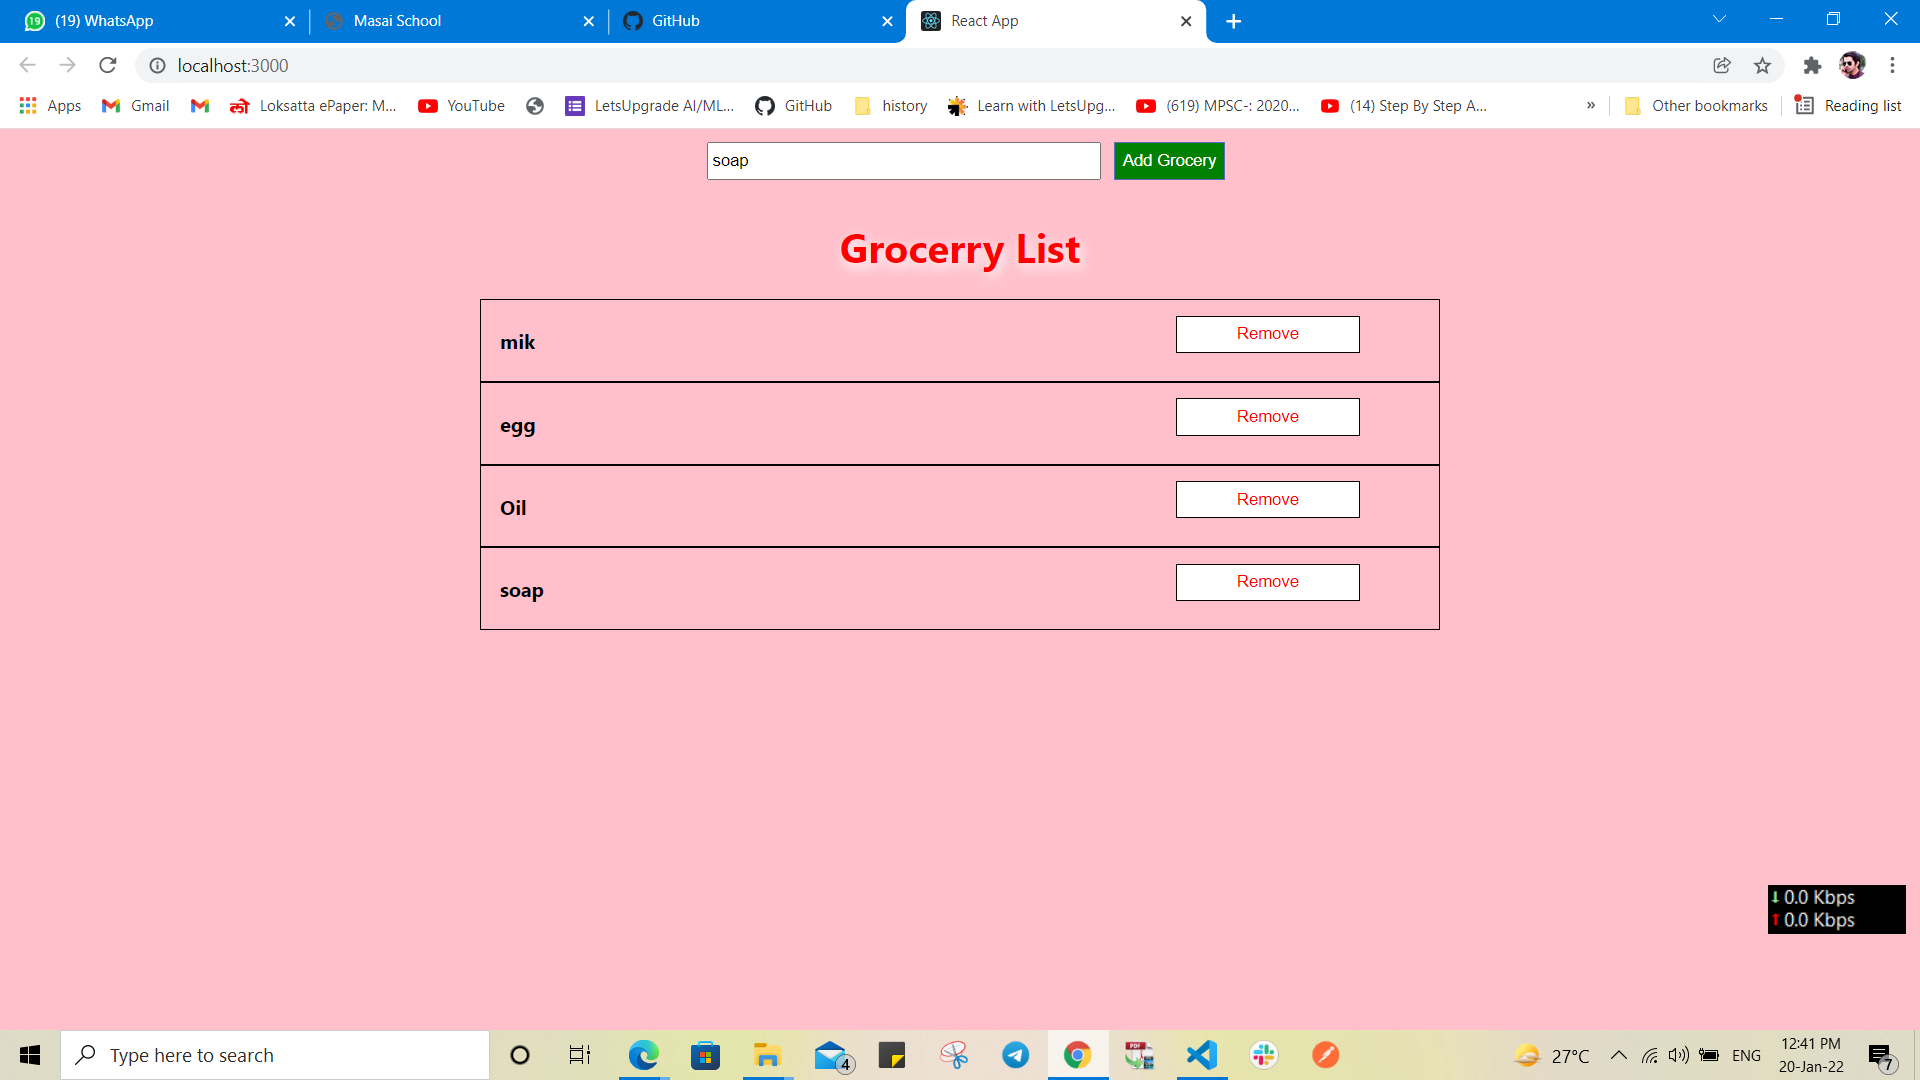 (19) WhatsApp
Masai School
GitHub
React App
localhost:3000
Apps
Gmail
Loksatta ePaper: M...
YouTube
LetsUpgrade AI/ML...
GitHub
history
Learn with LetsUpg...
(619) MPSC-: 2020...
(14) Step By Step A...
»
Other bookmarks
Reading list
soap
Add Grocery
Grocerry List
mik
Remove
egg
Remove
Oil
Remove
soap
Remove
0.0 Kbps
0.0 Kbps
Type here to search
4
27°C
ENG
12:41 PM
20-Jan-22
7